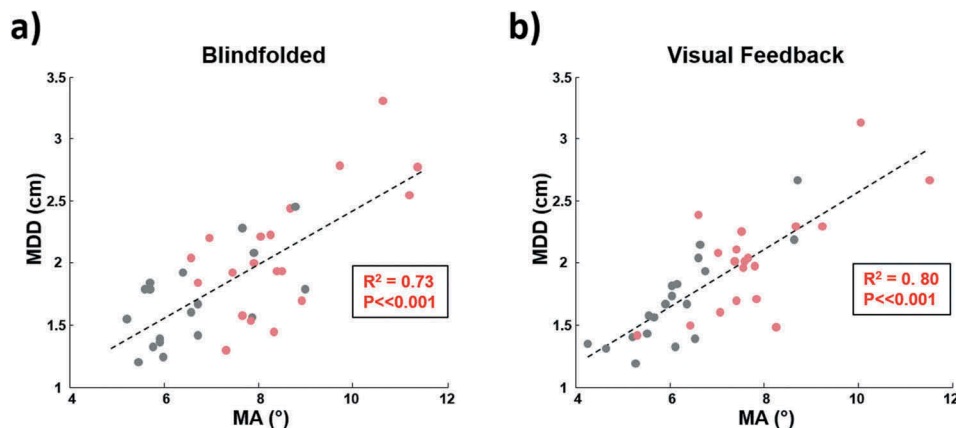 a)
Blindfolded
MDD (cm)
3.5
3
2.5
2
1.5
1
4
6
8
10
12
MA (°)
R² = 0.73
P<<0.001
b)
Visual Feedback
MDD (cm)
3.5
3
2.5
2
1.5
1
4
6
8
10
12
MA (°)
R² = 0. 80
P<<0.001